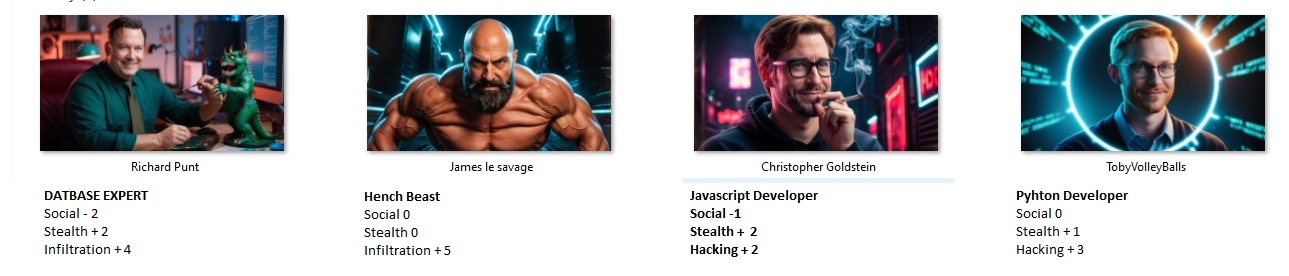 Richard Punt
James le savage
Christopher Goldstein
TobyVolleyBalls
DATBASE EXPERT
Social - 2
Stealth + 2
Infiltration + 4
Hench Beast
Social 0
Stealth 0
Infiltration + 5
Javascript Developer
Social -1
Stealth + 2
Hacking + 2
Pyhton Developer
Social 0
Stealth + 1
Hacking + 3